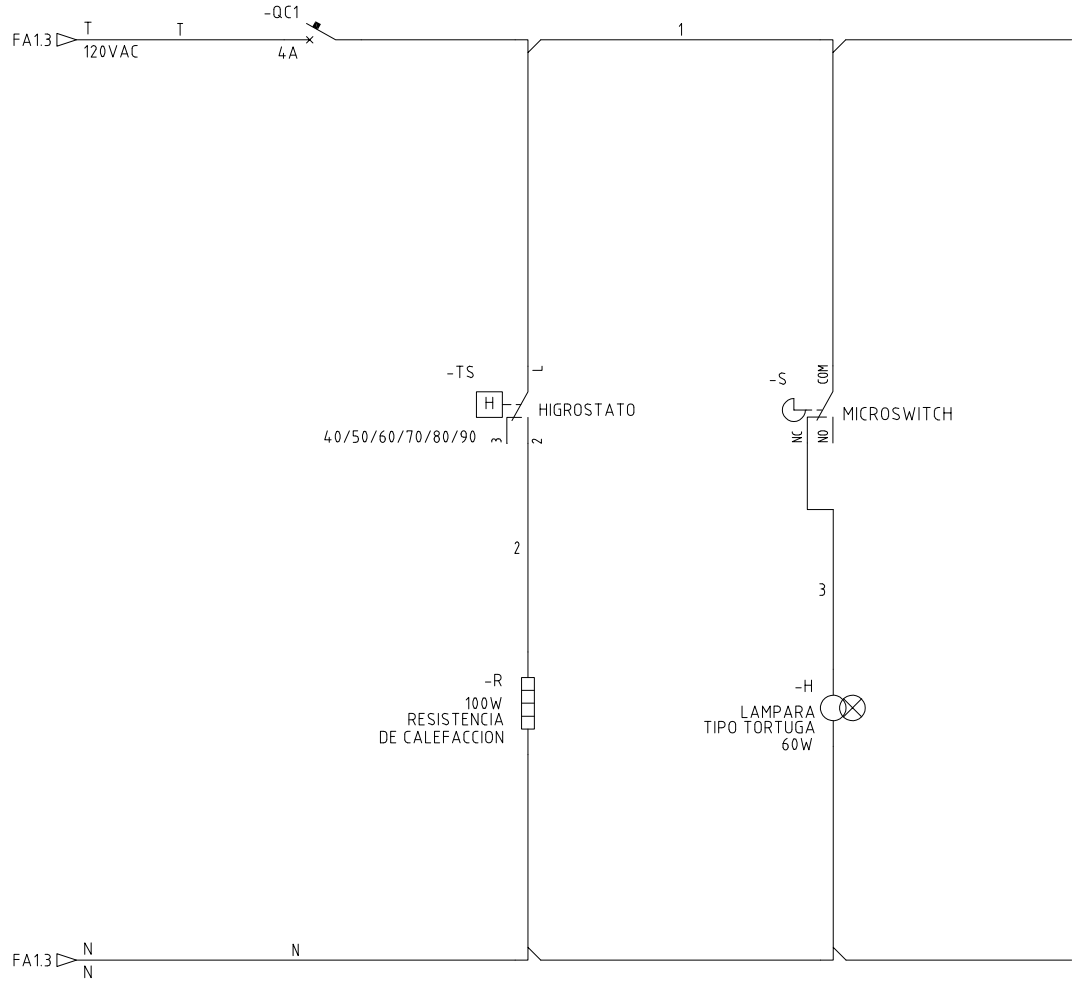 -QC1
FA1.3
T
T
120VAC
4A
1
-TS
L
H
HIGROSTATO
40/50/60/70/80/90
3
2
-S
COM
MICROSWITCH
NC
NO
2
3
-R
100W
RESISTENCIA
DE CALEFACCION
-H
LAMPARA
TIPO TORTUGA
60W
FA1.3
N
N
N